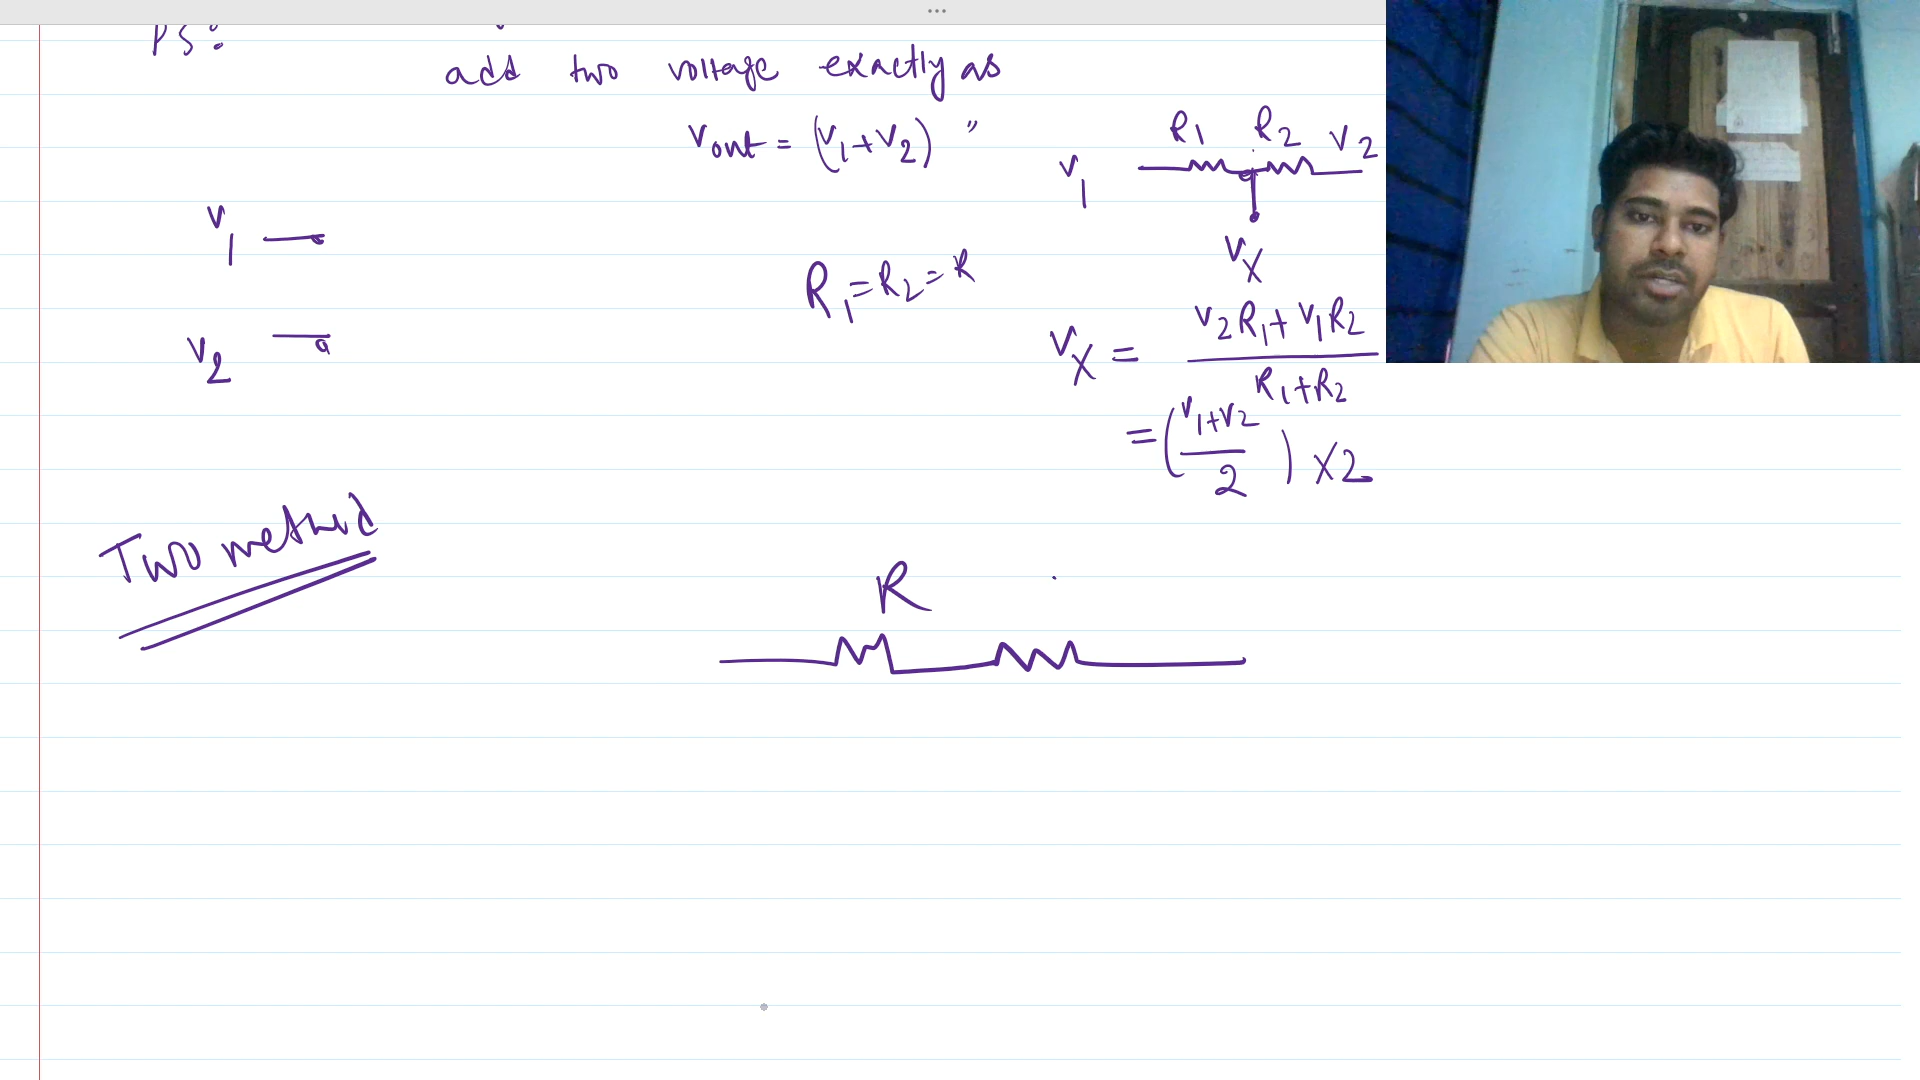 PS:
add two voltage exactly as
Vout = (V1+V2) "
R1 R2 V2
V1
V1
VX
R1=R2=R
V2
VX = V2R1+V1R2 / R1+R2
= (V1+V2 / 2) X2
Two method
R